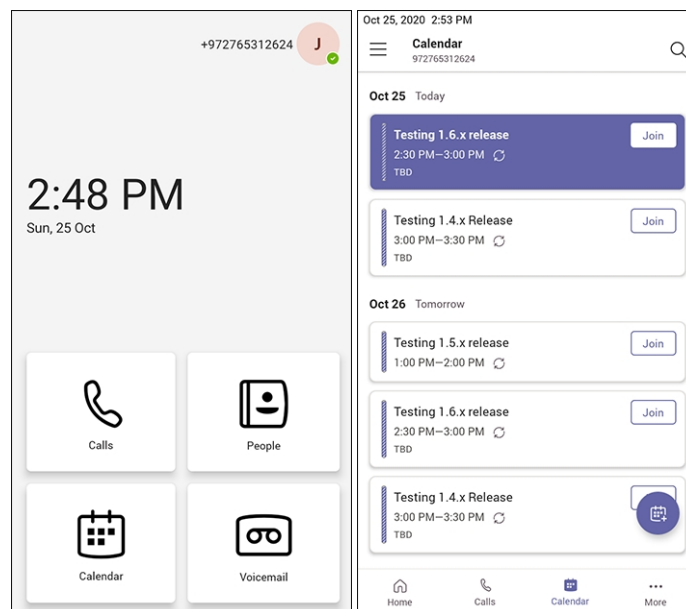 +972765312624
J
2:48 PM
Sun, 25 Oct
Calls
People
Calendar
Voicemail
Oct 25, 2020 2:53 PM
Calendar
972765312624
Oct 25 Today
Testing 1.6.x release
Join
2:30 PM—3:00 PM
TBD
Testing 1.4.x Release
Join
3:00 PM—3:30 PM
TBD
Oct 26 Tomorrow
Testing 1.5.x release
Join
1:00 PM—2:00 PM
Testing 1.6.x release
Join
2:30 PM—3:00 PM
TBD
Testing 1.4.x Release
3:00 PM—3:30 PM
TBD
Home
Calls
Calendar
More